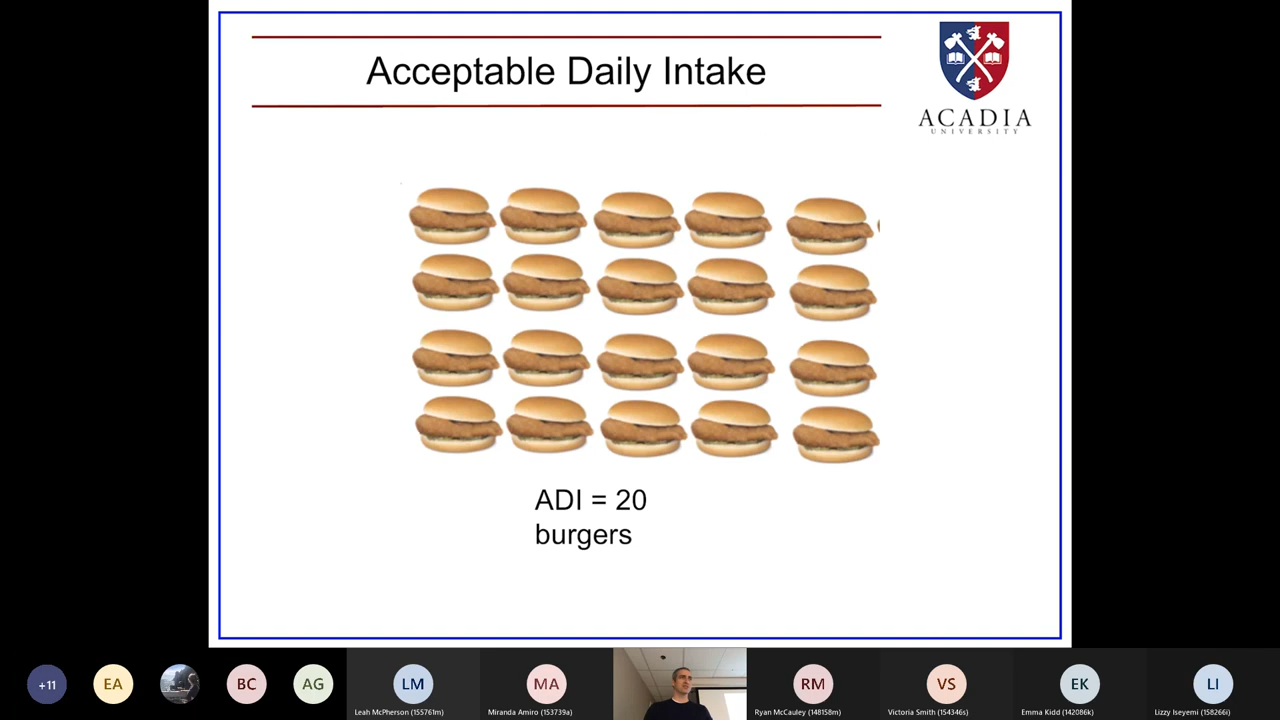 Acceptable Daily Intake
ACADIA
UNIVERSITY
ADI = 20
burgers
+11
EA
BC
AG
LM
Leah McPherson (155761m)
MA
Miranda Amiro (153739a)
RM
Ryan McCauley (148158m)
VS
Victoria Smith (154346s)
EK
Emma Kidd (142086k)
LI
Lizzy Iseyemi (158266i)